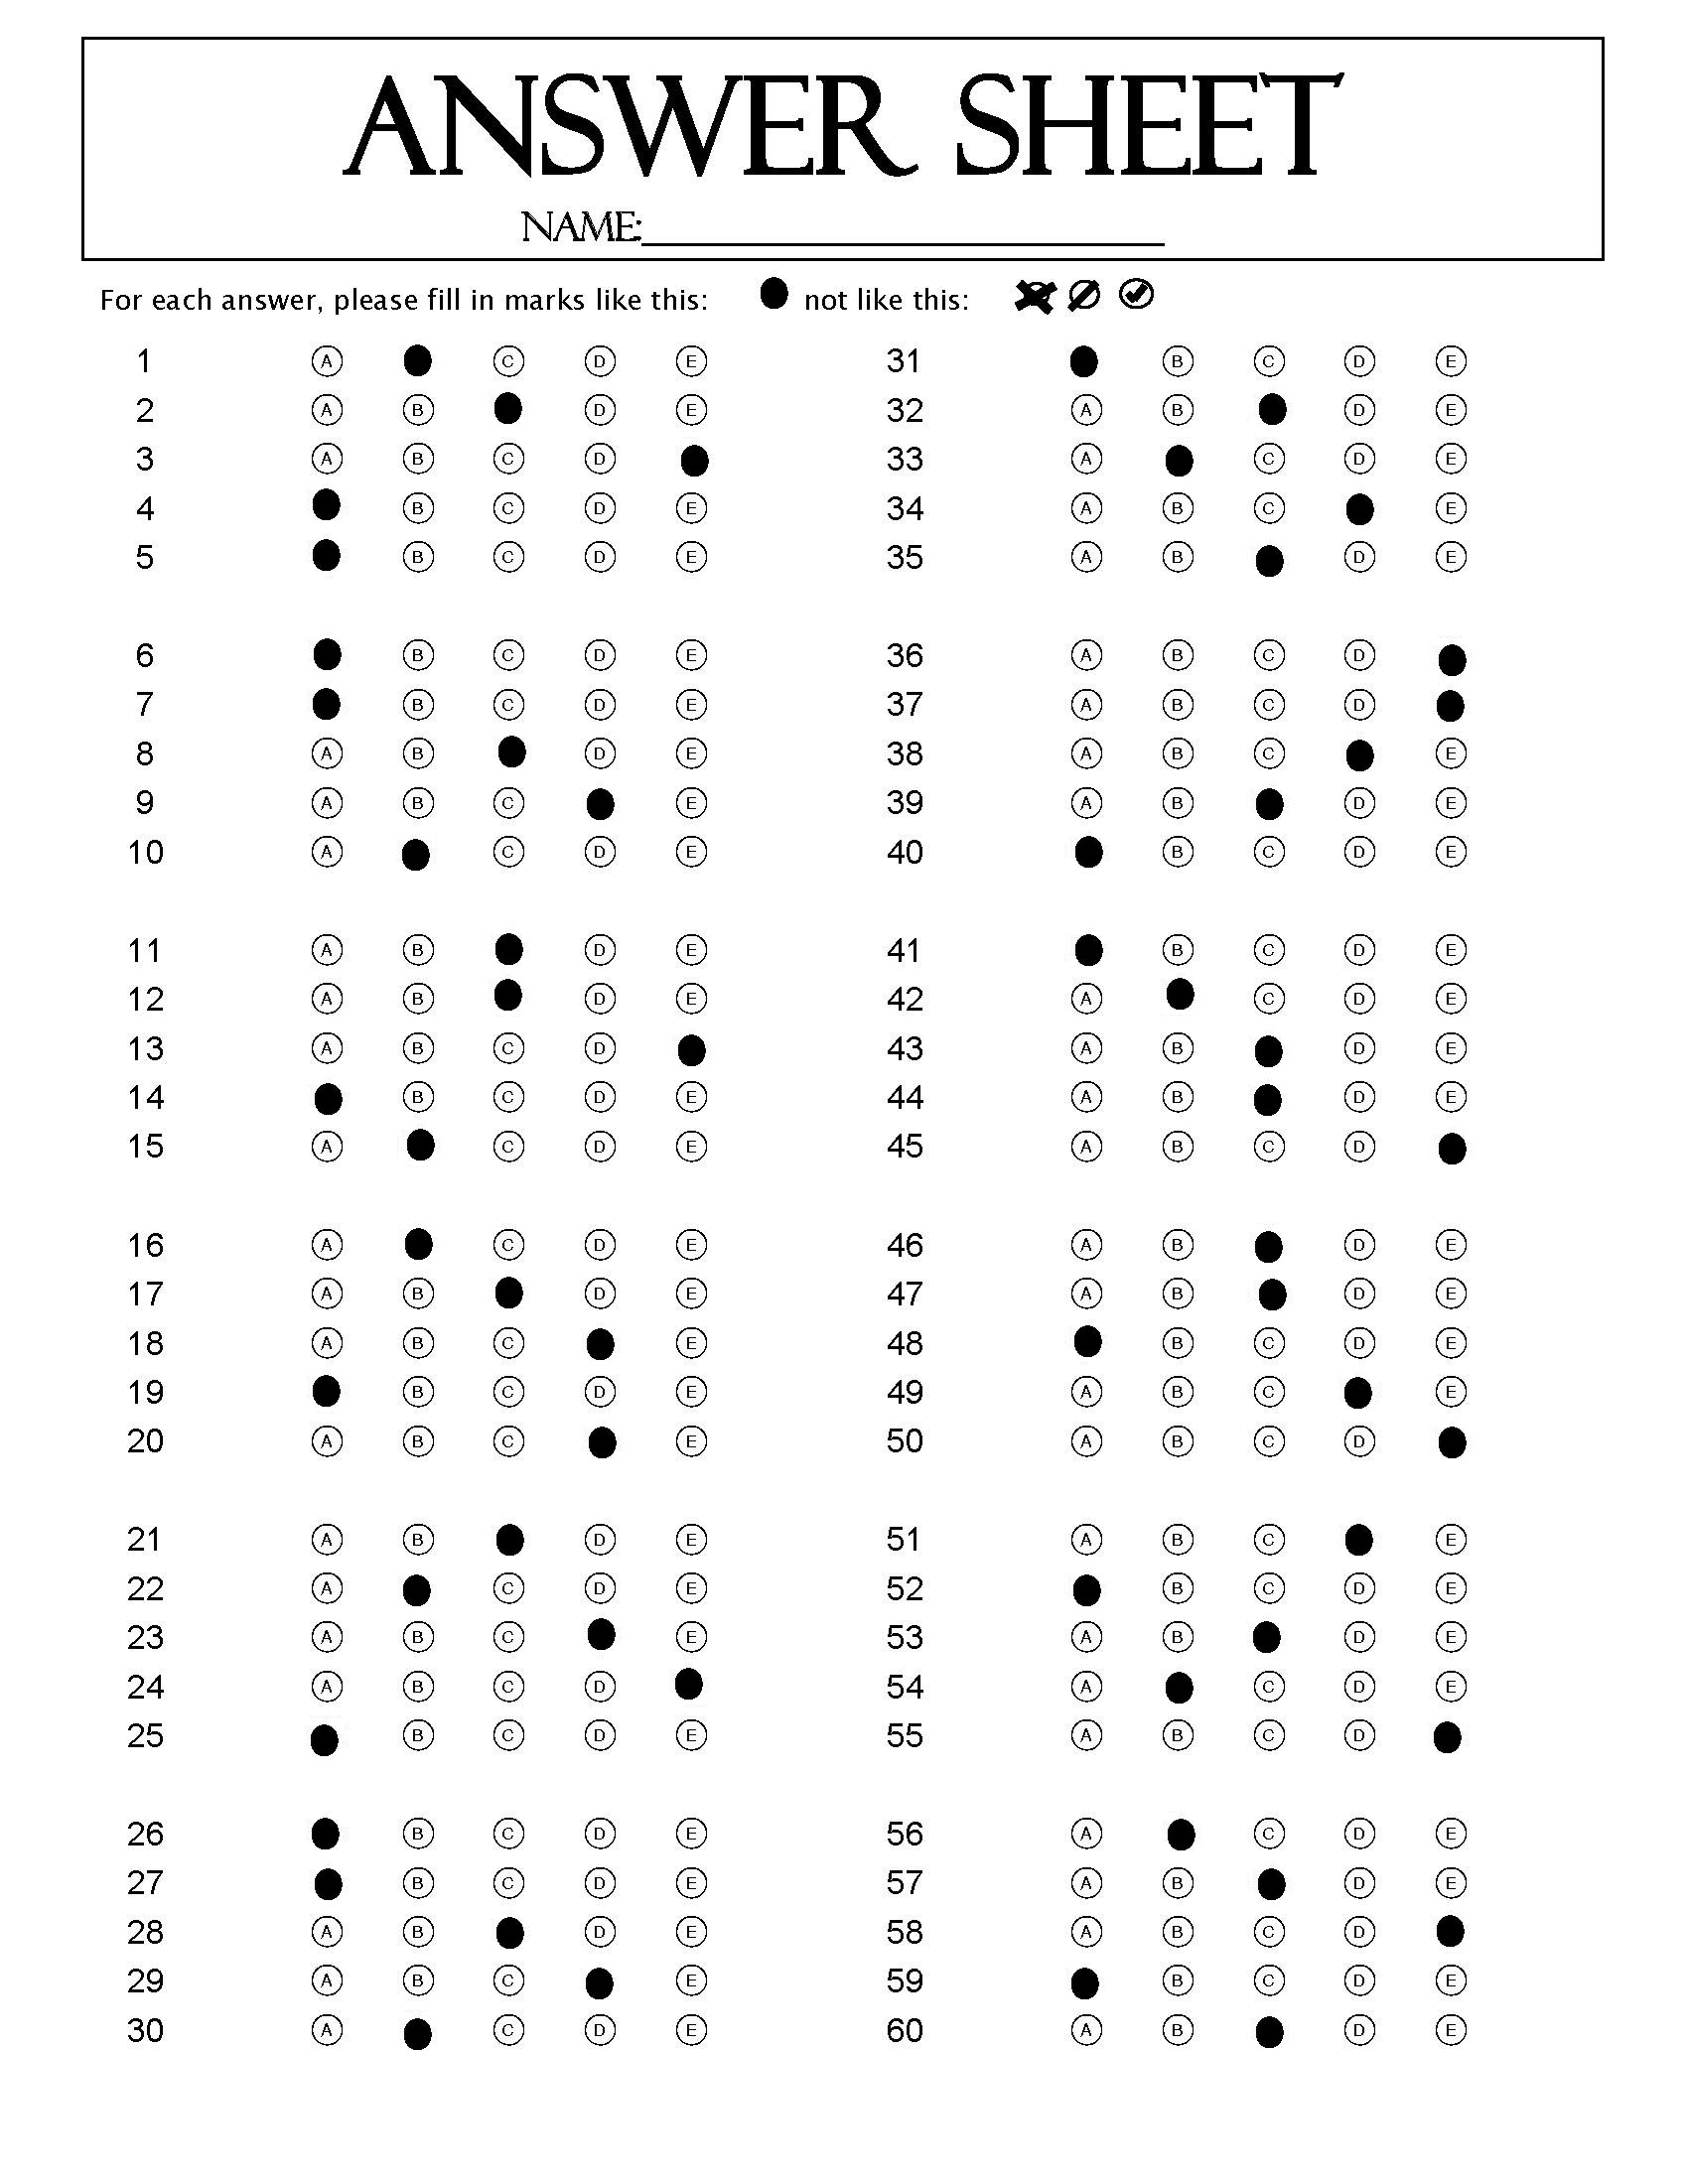 ANSWER SHEET
NAME:
For each answer, please fill in marks like this: not like this:
1 A C D E 31 B C D E
2 A B D E 32 A B D E
3 A B C D 33 A C D E
4 B C D E 34 A B C E
5 B C D E 35 A B D E
6 B C D E 36 A B C D
7 B C D E 37 A B C D
8 A B D E 38 A B C E
9 A B C E 39 A B D E
10 A C D E 40 B C D E
11 A B D E 41 B C D E
12 A B D E 42 A C D E
13 A B C D 43 A B D E
14 B C D E 44 A B D E
15 A C D E 45 A B C D
16 A C D E 46 A B D E
17 A B D E 47 A B D E
18 A B C E 48 B C D E
19 B C D E 49 A B C E
20 A B C E 50 A B C D
21 A B D E 51 A B C E
22 A C D E 52 B C D E
23 A B C E 53 A B D E
24 A B C D 54 A C D E
25 B C D E 55 A B C D
26 B C D E 56 A C D E
27 B C D E 57 A B D E
28 A B D E 58 A B C D
29 A B C E 59 B C D E
30 A C D E 60 A B D E